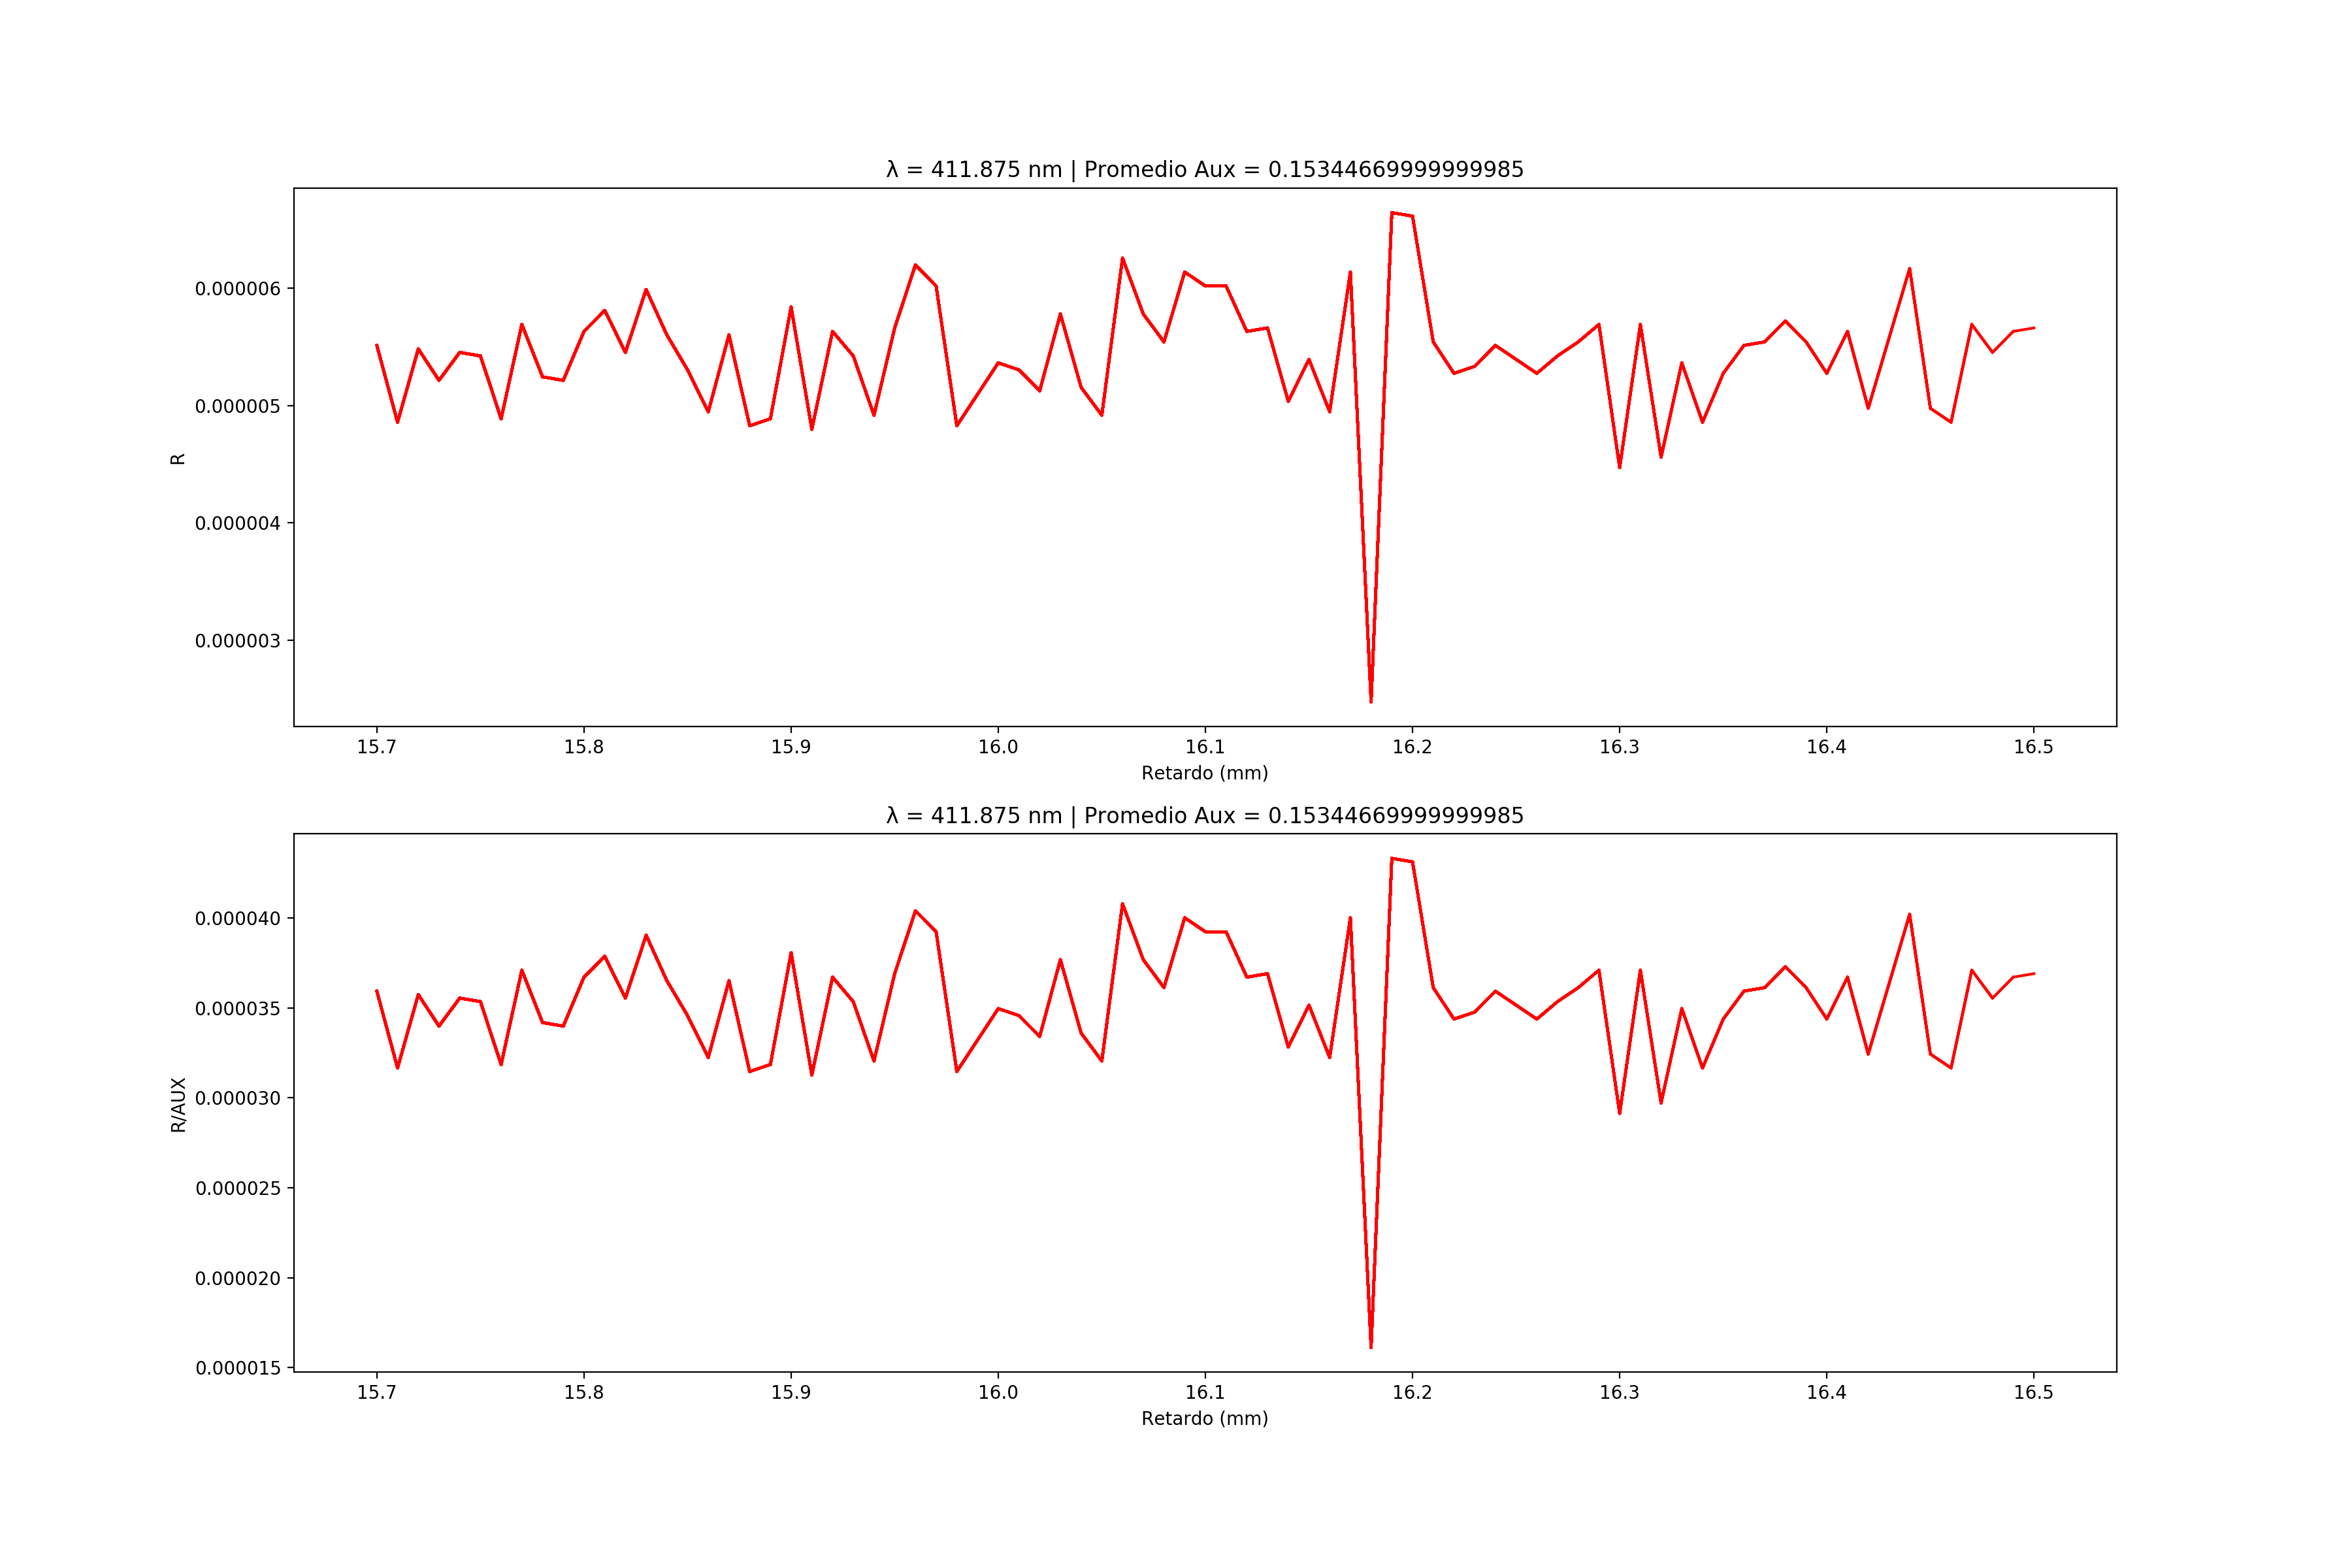 λ = 411.875 nm | Promedio Aux = 0.15344669999999985
0.000006
0.000005
0.000004
0.000003
R
15.7 15.8 15.9 16.0 16.1 16.2 16.3 16.4 16.5
Retardo (mm)
λ = 411.875 nm | Promedio Aux = 0.15344669999999985
0.000040
0.000035
0.000030
0.000025
0.000020
0.000015
R/AUX
15.7 15.8 15.9 16.0 16.1 16.2 16.3 16.4 16.5
Retardo (mm)